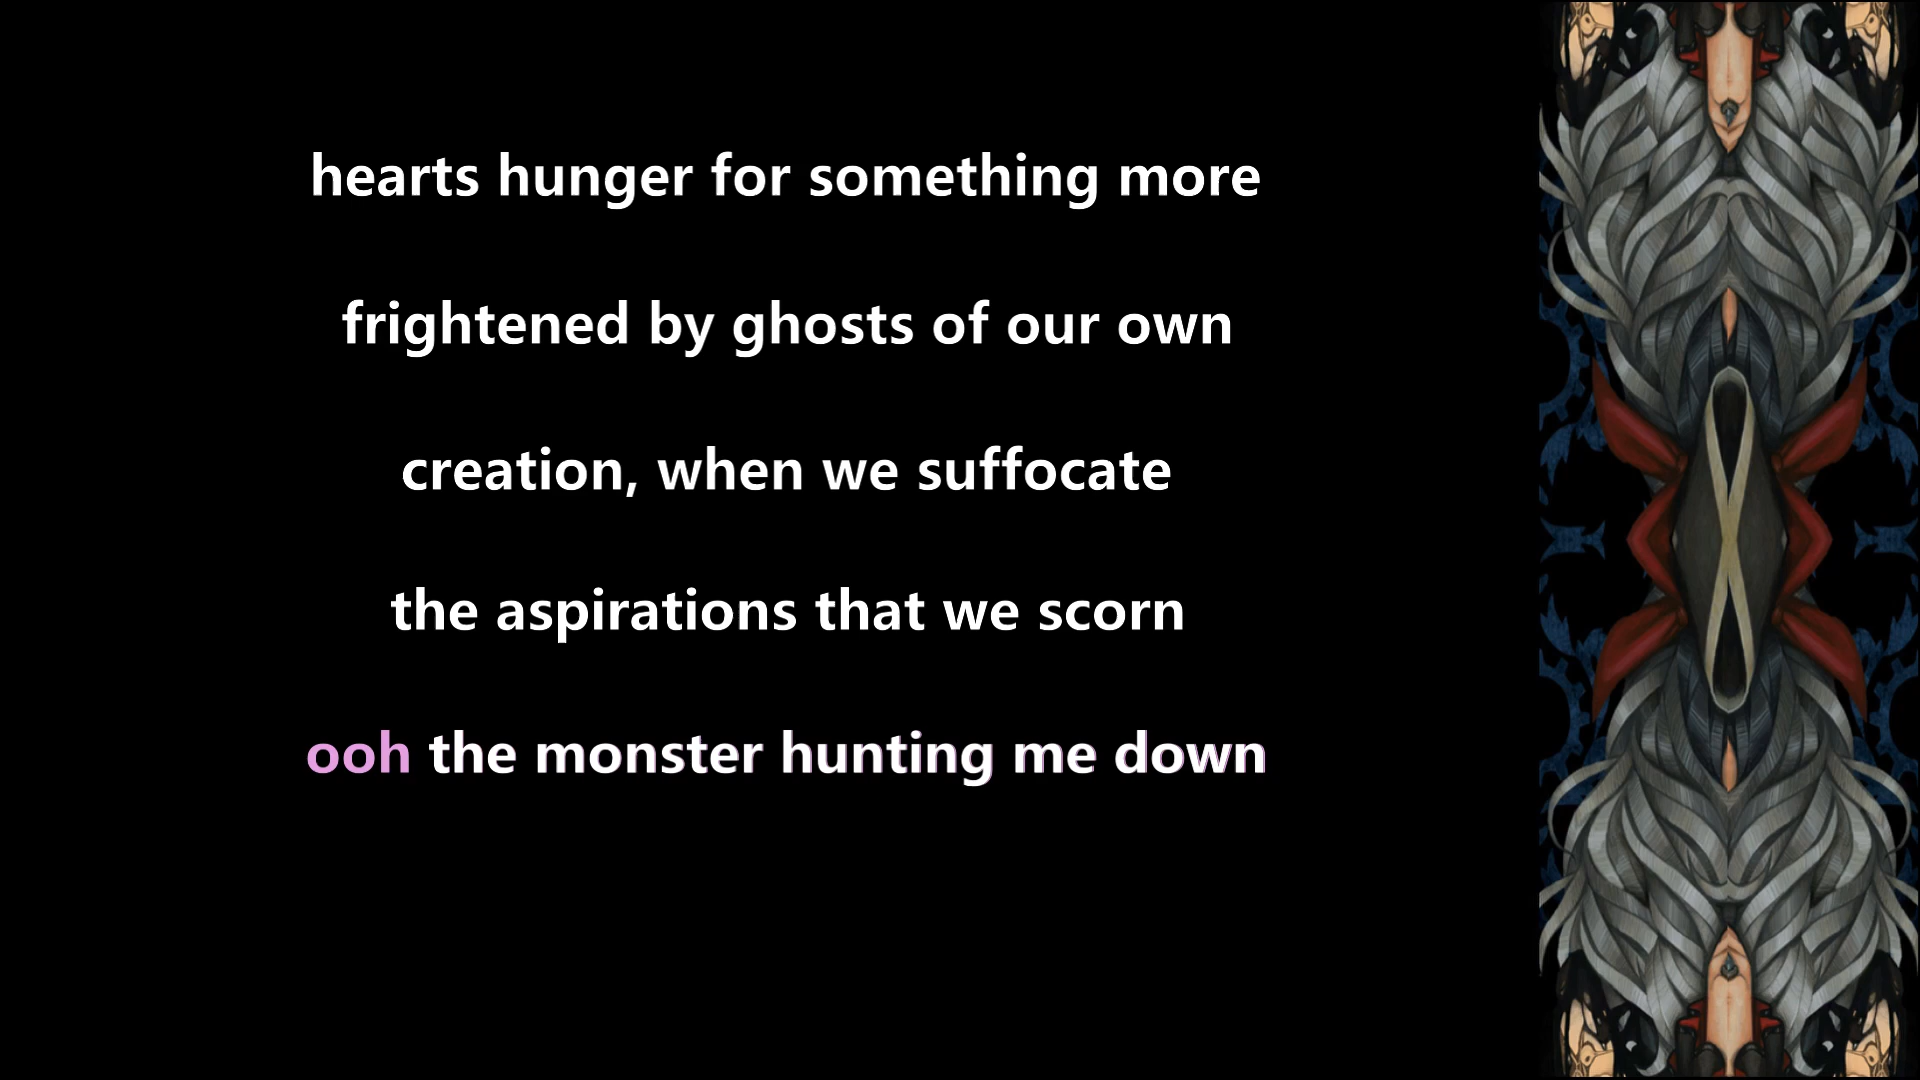 hearts hunger for something more
frightened by ghosts of our own
creation, when we suffocate
the aspirations that we scorn
ooh the monster hunting me down